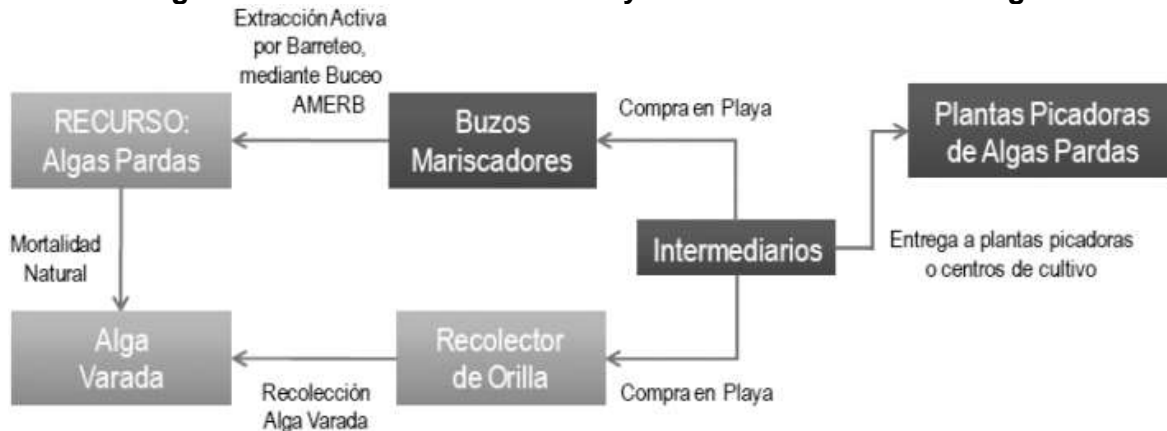 Extracción Activa
por Barreteo,
mediante Buceo
AMERB
RECURSO:
Algas Pardas
Buzos
Mariscadores
Compra en Playa
Plantas Picadoras
de Algas Pardas
Mortalidad
Natural
Intermediarios
Entrega a plantas picadoras
o centros de cultivo
Alga
Varada
Recolector
de Orilla
Recolección
Alga Varada
Compra en Playa